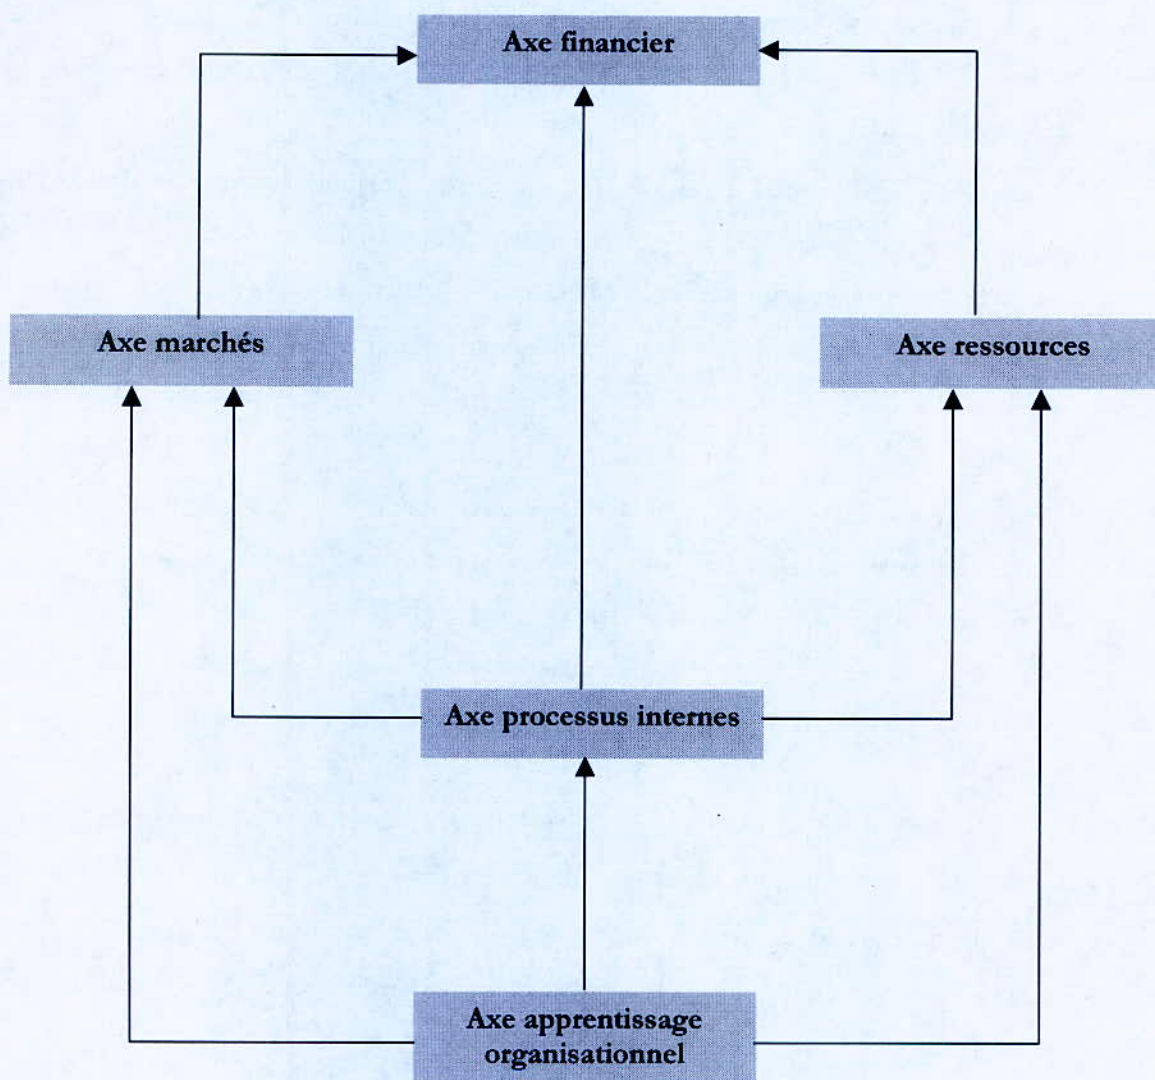 Axe financier
Axe marchés
Axe ressources
Axe processus internes
Axe apprentissage
organisationnel